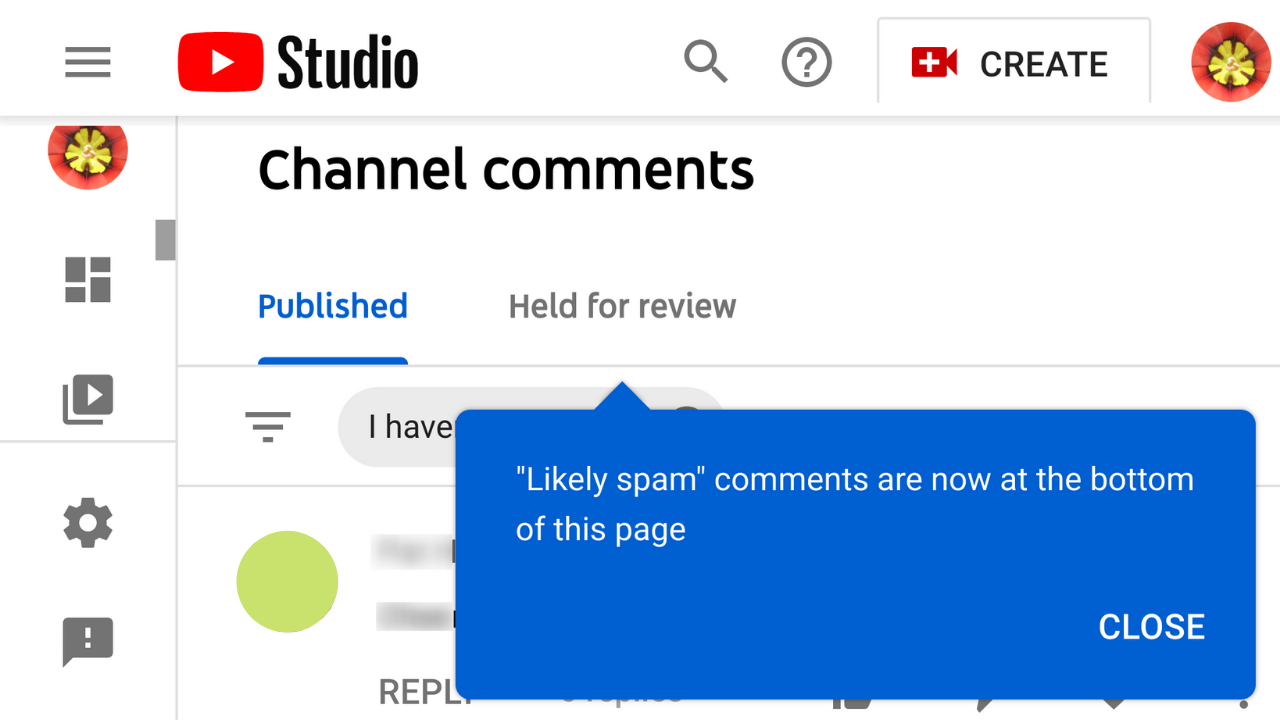 Studio
CREATE
Channel comments
Published
Held for review
I have
"Likely spam" comments are now at the bottom
of this page
CLOSE
REPLY
replies